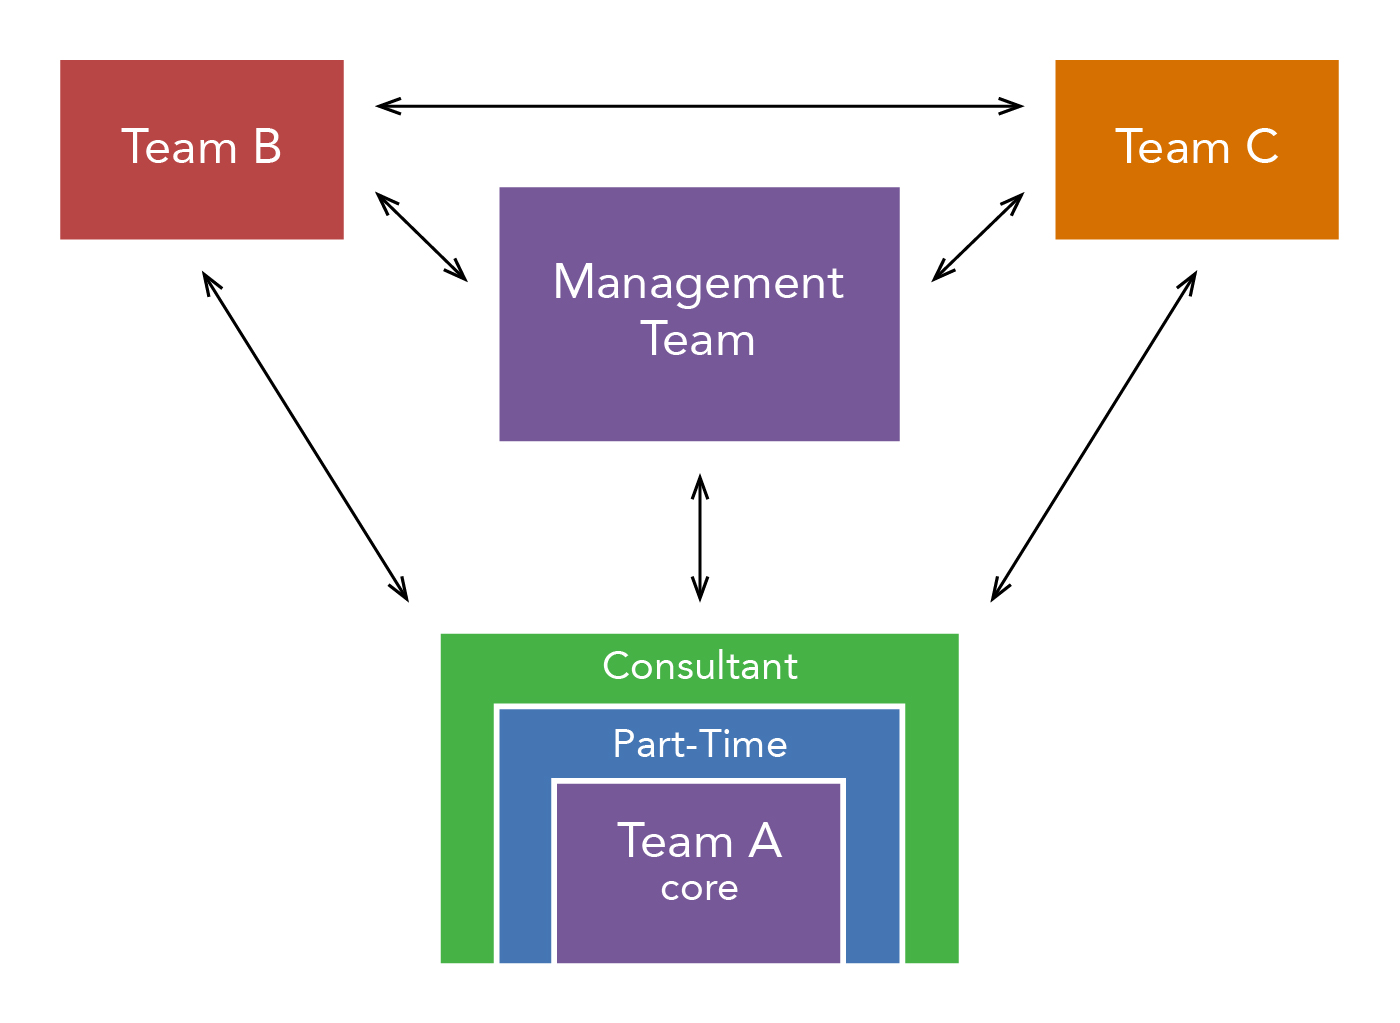 Team B
Team C
Management
Team
Consultant
Part-Time
Team A
core